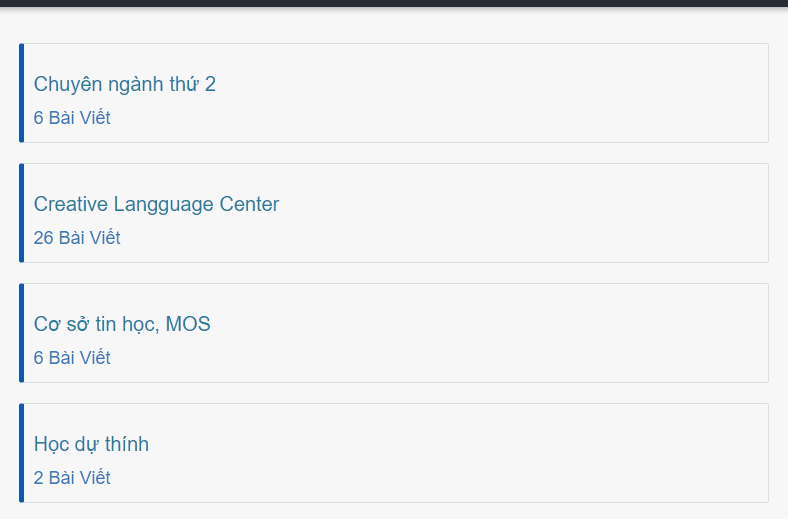 Chuyên ngành thứ 2
6 Bài Viết
Creative Langguage Center
26 Bài Viết
Cơ sở tin học, MOS
6 Bài Viết
Học dự thính
2 Bài Viết